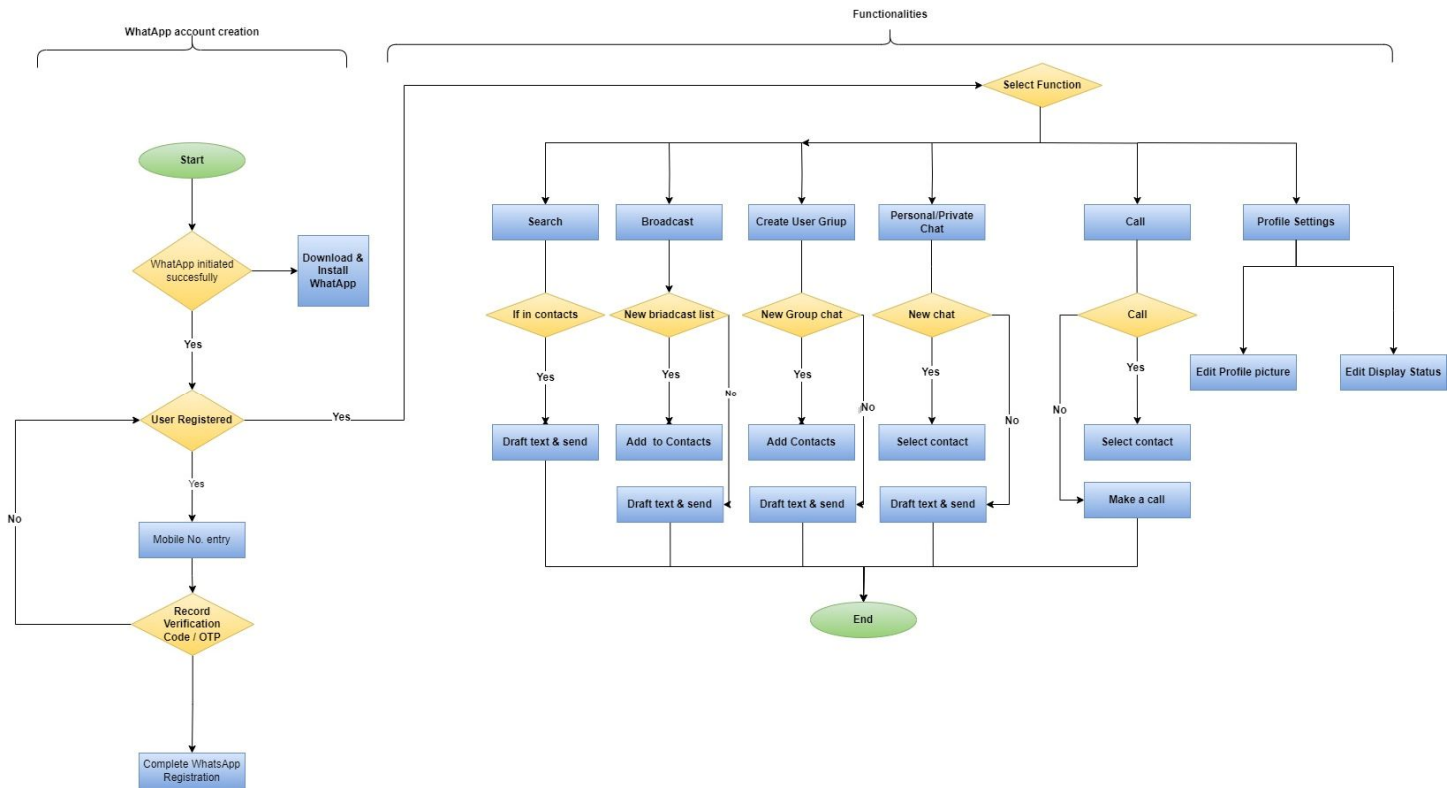 WhatApp account creation
Functionalities
Select Function
Start
WhatApp initiated
succesfully
Download &
Install
WhatApp
Yes
User Registered
Yes
Yes
No
Mobile No. entry
Record
Verification
Code / OTP
Complete WhatsApp
Registration
Search
Broadcast
Create User Griup
Personal/Private
Chat
Call
Profile Settings
If in contacts
New briadcast list
New Group chat
New chat
Call
Edit Profile picture
Edit Display Status
Yes
Yes
Yes
Yes
Yes
No
No
No
No
Draft text & send
Add to Contacts
Add Contacts
Select contact
Select contact
Draft text & send
Draft text & send
Draft text & send
Make a call
End